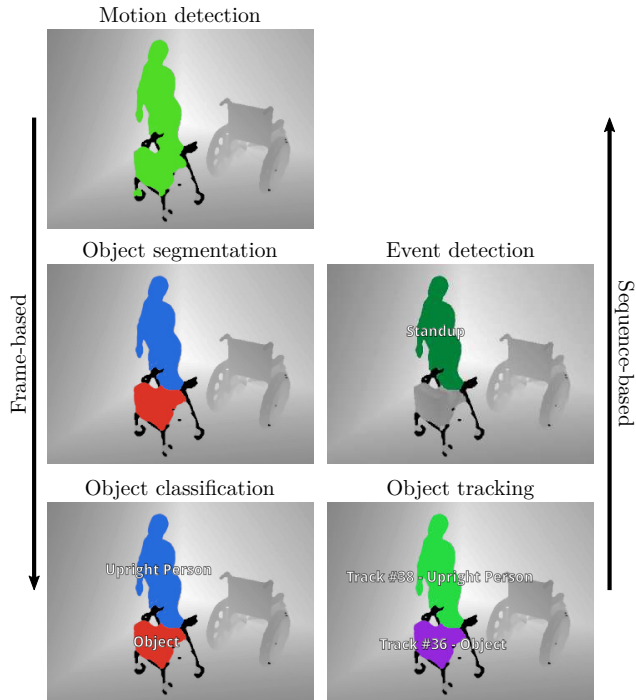 Motion detection
Object segmentation
Event detection
Standup
Frame-based
Sequence-based
Object classification
Object tracking
Upright Person
Object
Track #38 - Upright Person
Track #36 - Object